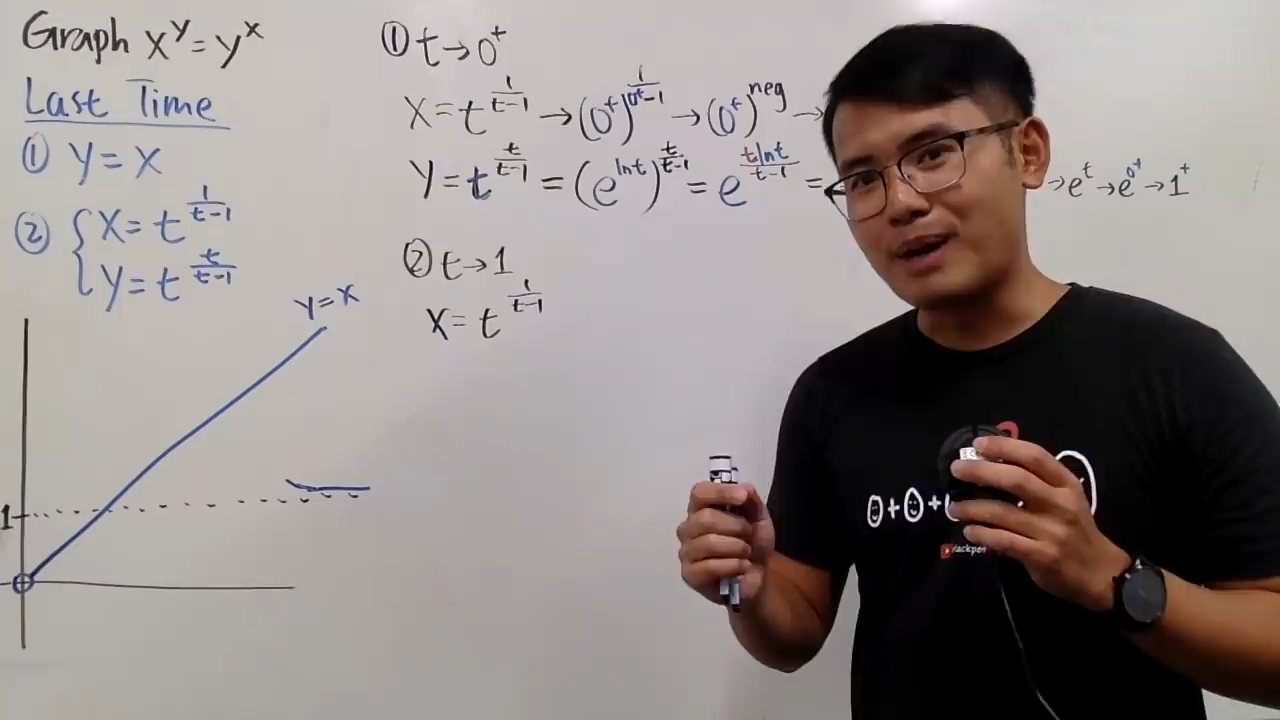 Graph x^y = y^x
Last Time
① y = x
② { x = t^(1/(t-1))
y = t^(t/(t-1))
y = x
1
① t → 0⁺
x = t^(1/(t-1)) → (0⁺)^(1/(0⁺-1)) → (0⁺)^neg →
y = t^(t/(t-1)) = (e^(ln t))^(t/(t-1)) = e^(t ln t/(t-1)) = → e^t → e^(0⁺) → 1⁺
② t → 1
x = t^(1/(t-1))